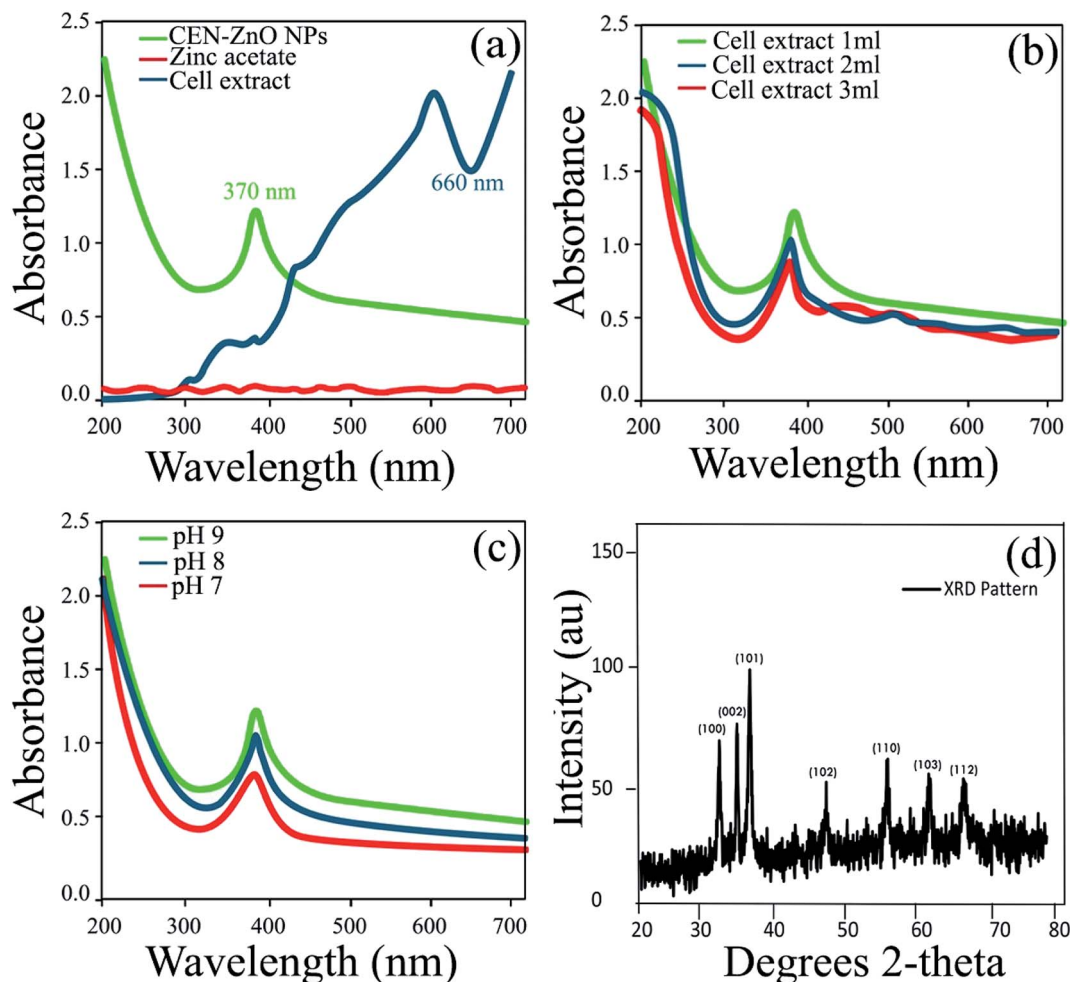 (a)
CEN-ZnO NPs
Zinc acetate
Cell extract
370 nm
660 nm
2.5
2.0
1.5
1.0
0.5
0.0
200 300 400 500 600 700
Absorbance
Wavelength (nm)
(b)
Cell extract 1ml
Cell extract 2ml
Cell extract 3ml
2.5
2.0
1.5
1.0
0.5
0.0
200 300 400 500 600 700
Absorbance
Wavelength (nm)
(c)
pH 9
pH 8
pH 7
2.5
2.0
1.5
1.0
0.5
0.0
200 300 400 500 600 700
Absorbance
Wavelength (nm)
(d)
XRD Pattern
150
100
50
0
(100)
(002)
(101)
(102)
(110)
(103)
(112)
20 30 40 50 60 70 80
Intensity (au)
Degrees 2-theta